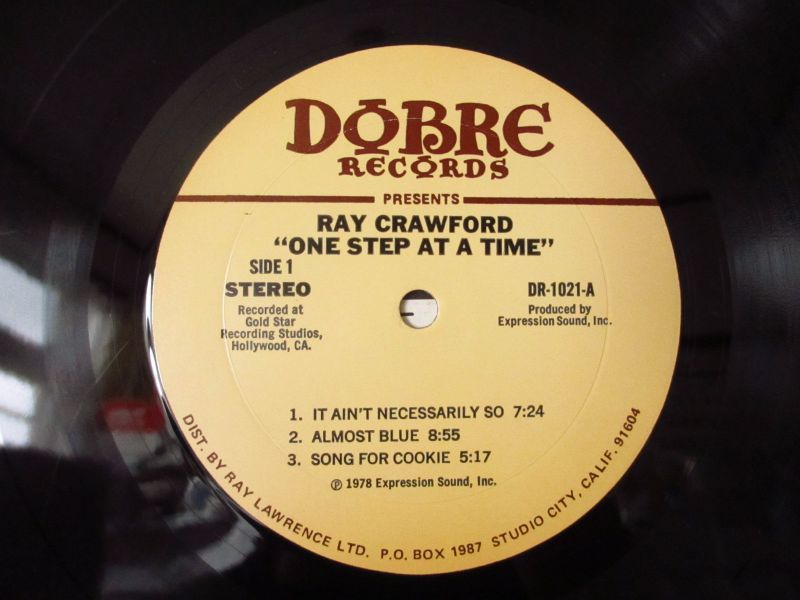 DOBRE
RECORDS
PRESENTS
RAY CRAWFORD
“ONE STEP AT A TIME”
SIDE 1
STEREO
Recorded at
Gold Star
Recording Studios,
Hollywood, CA.
DR-1021-A
Produced by
Expression Sound, Inc.
1. IT AIN'T NECESSARILY SO 7:24
2. ALMOST BLUE 8:55
3. SONG FOR COOKIE 5:17
℗ 1978 Expression Sound, Inc.
DIST. BY RAY LAWRENCE LTD. P.O. BOX 1987 STUDIO CITY, CALIF. 91604